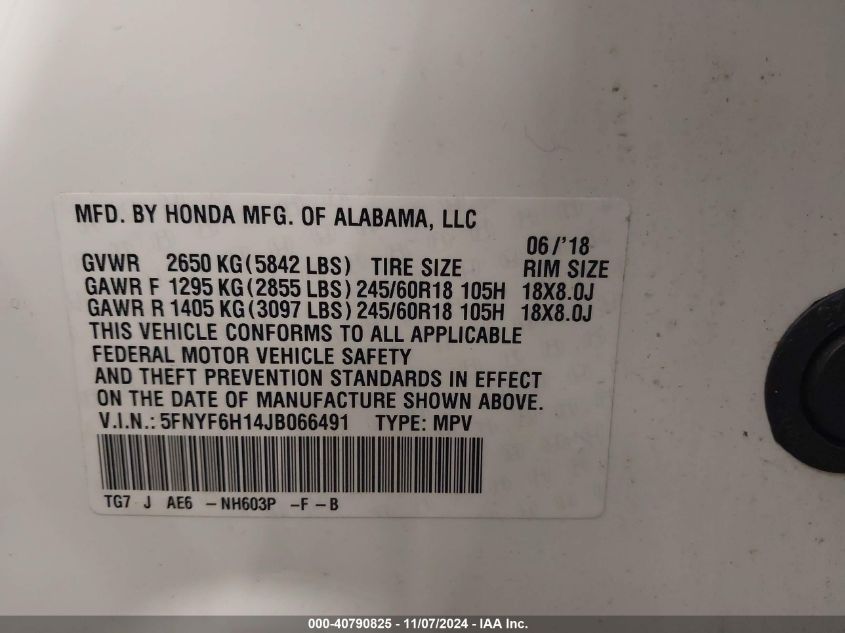 MFD. BY HONDA MFG. OF ALABAMA, LLC
06/'18
GVWR 2650 KG (5842 LBS) TIRE SIZE RIM SIZE
GAWR F 1295 KG (2855 LBS) 245/60R18 105H 18X8.0J
GAWR R 1405 KG (3097 LBS) 245/60R18 105H 18X8.0J
THIS VEHICLE CONFORMS TO ALL APPLICABLE
FEDERAL MOTOR VEHICLE SAFETY
AND THEFT PREVENTION STANDARDS IN EFFECT
ON THE DATE OF MANUFACTURE SHOWN ABOVE.
V.I.N.: 5FNYF6H14JB066491 TYPE: MPV
TG7 J AE6 -NH603P -F-B
000-40790825 - 11/07/2024 - IAA Inc.